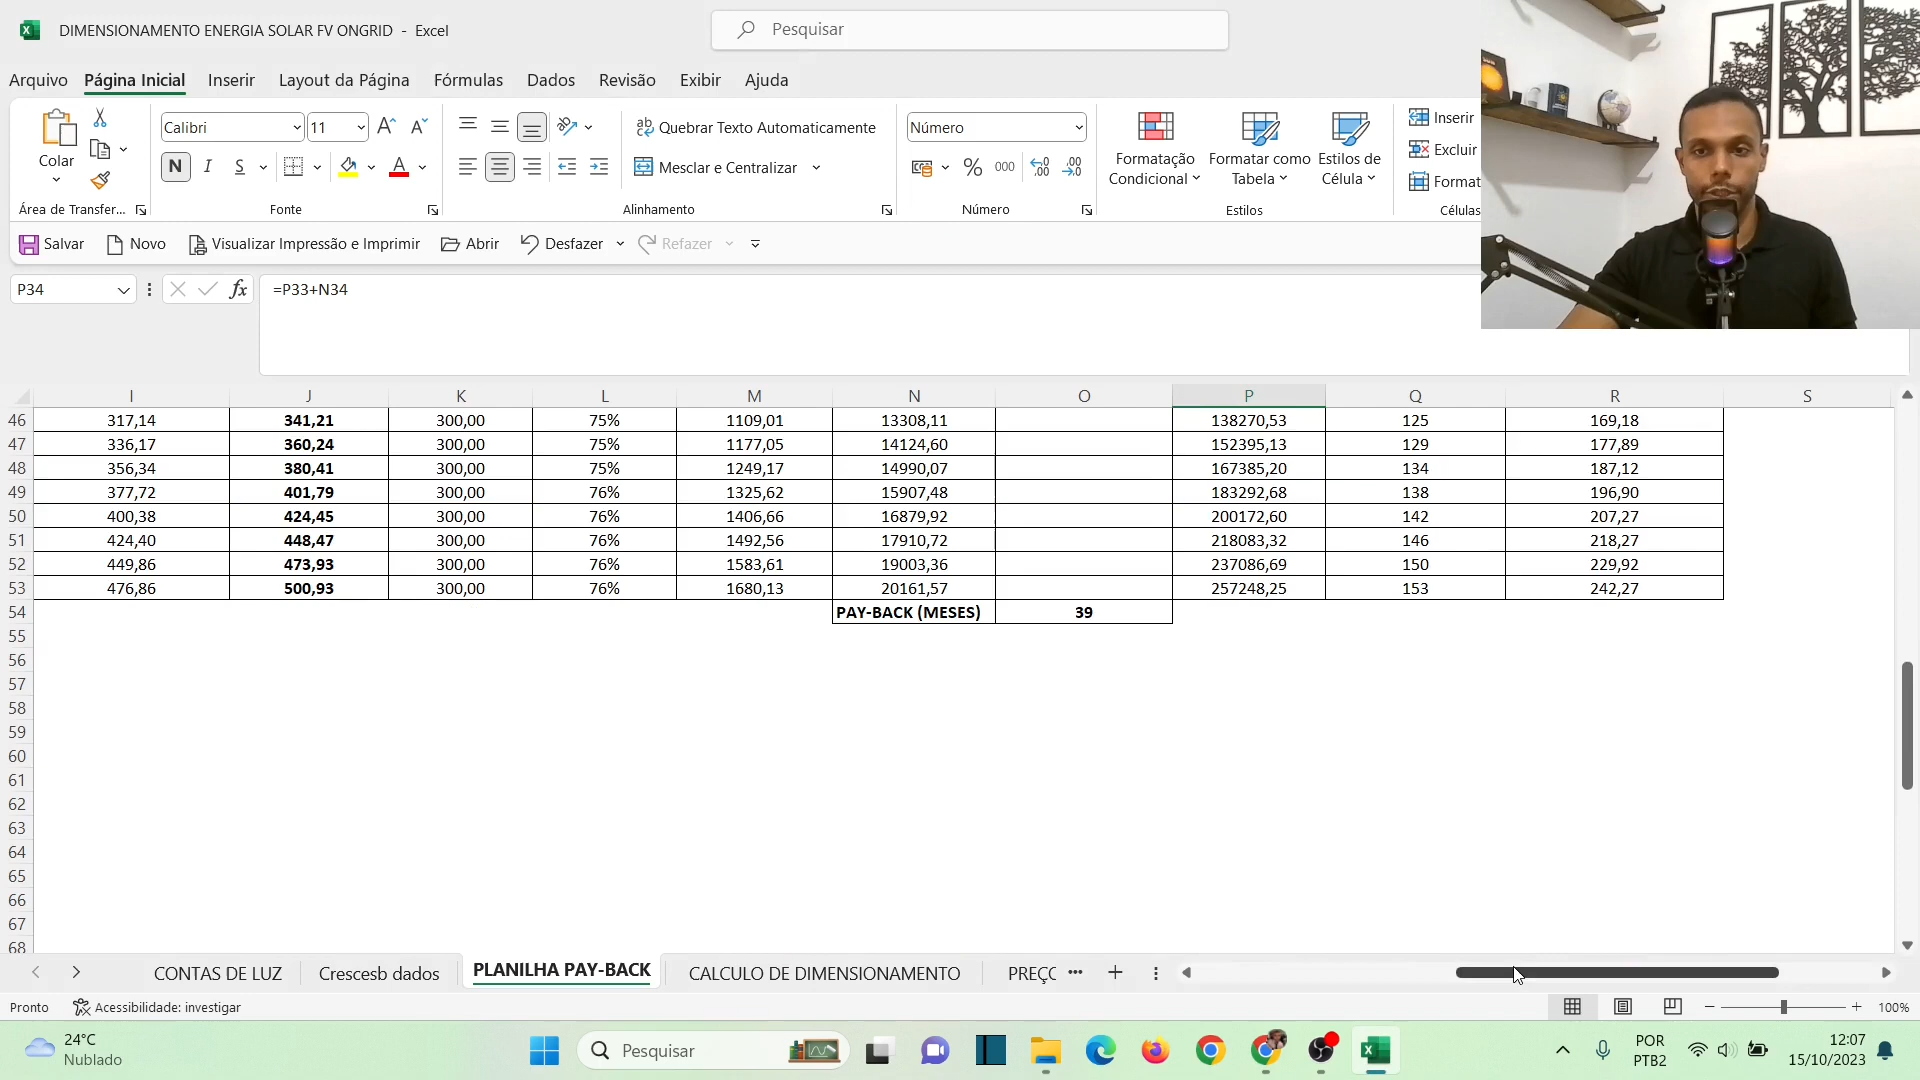 DIMENSIONAMENTO ENERGIA SOLAR FV ONGRID - Excel
Pesquisar
Arquivo Página Inicial Inserir Layout da Página Fórmulas Dados Revisão Exibir Ajuda
Colar
Área de Transfer...
Calibri 11
N I S
Fonte
Quebrar Texto Automaticamente
Mesclar e Centralizar
Alinhamento
Número
% 000
Número
Formatação Condicional
Formatar como Tabela
Estilos de Célula
Estilos
Inserir
Excluir
Format
Células
Salvar Novo Visualizar Impressão e Imprimir Abrir Desfazer Refazer
P34 fx =P33+N34
I J K L M N O P Q R S
46 317,14 341,21 300,00 75% 1109,01 13308,11 138270,53 125 169,18
47 336,17 360,24 300,00 75% 1177,05 14124,60 152395,13 129 177,89
48 356,34 380,41 300,00 75% 1249,17 14990,07 167385,20 134 187,12
49 377,72 401,79 300,00 76% 1325,62 15907,48 183292,68 138 196,90
50 400,38 424,45 300,00 76% 1406,66 16879,92 200172,60 142 207,27
51 424,40 448,47 300,00 76% 1492,56 17910,72 218083,32 146 218,27
52 449,86 473,93 300,00 76% 1583,61 19003,36 237086,69 150 229,92
53 476,86 500,93 300,00 76% 1680,13 20161,57 257248,25 153 242,27
54 PAY-BACK (MESES) 39
55
56
57
58
59
60
61
62
63
64
65
66
67
68
CONTAS DE LUZ Crescesb dados PLANILHA PAY-BACK CALCULO DE DIMENSIONAMENTO PREÇC
Pronto Acessibilidade: investigar 100%
24°C
Nublado
Pesquisar
POR
PTB2
12:07
15/10/2023